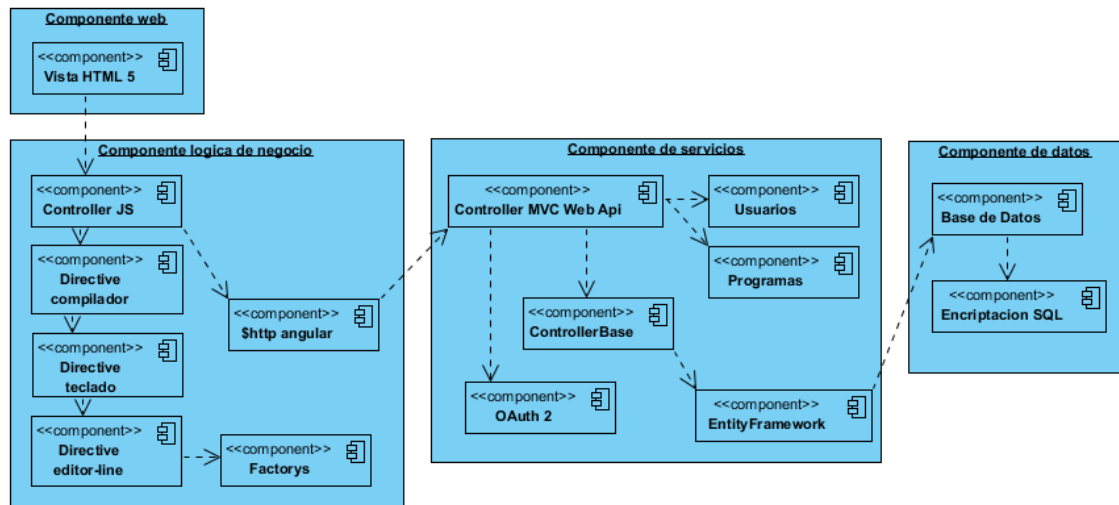 Componente web
<<component>>
Vista HTML 5
Componente logica de negocio
<<component>>
Controller JS
<<component>>
Directive
compilador
<<component>>
$http angular
<<component>>
Directive
teclado
<<component>>
Directive
editor-line
<<component>>
Factorys
Componente de servicios
<<component>>
Controller MVC Web Api
<<component>>
Usuarios
<<component>>
Programas
<<component>>
ControllerBase
<<component>>
OAuth 2
<<component>>
EntityFramework
Componente de datos
<<component>>
Base de Datos
<<component>>
Encriptacion SQL